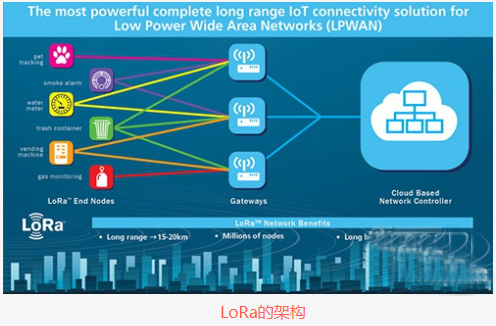 The most powerful complete long range IoT connectivity solution for
Low Power Wide Area Networks (LPWAN)
pet
tracking
smoke alarm
water
meter
trash container
vending
machine
gas monitoring
LoRa™ End Nodes
Gateways
Cloud Based
Network Controller
LoRa
LoRa™ Network Benefits
• Long range → 15-20km
• Millions of nodes
• Long
LoRa的架构